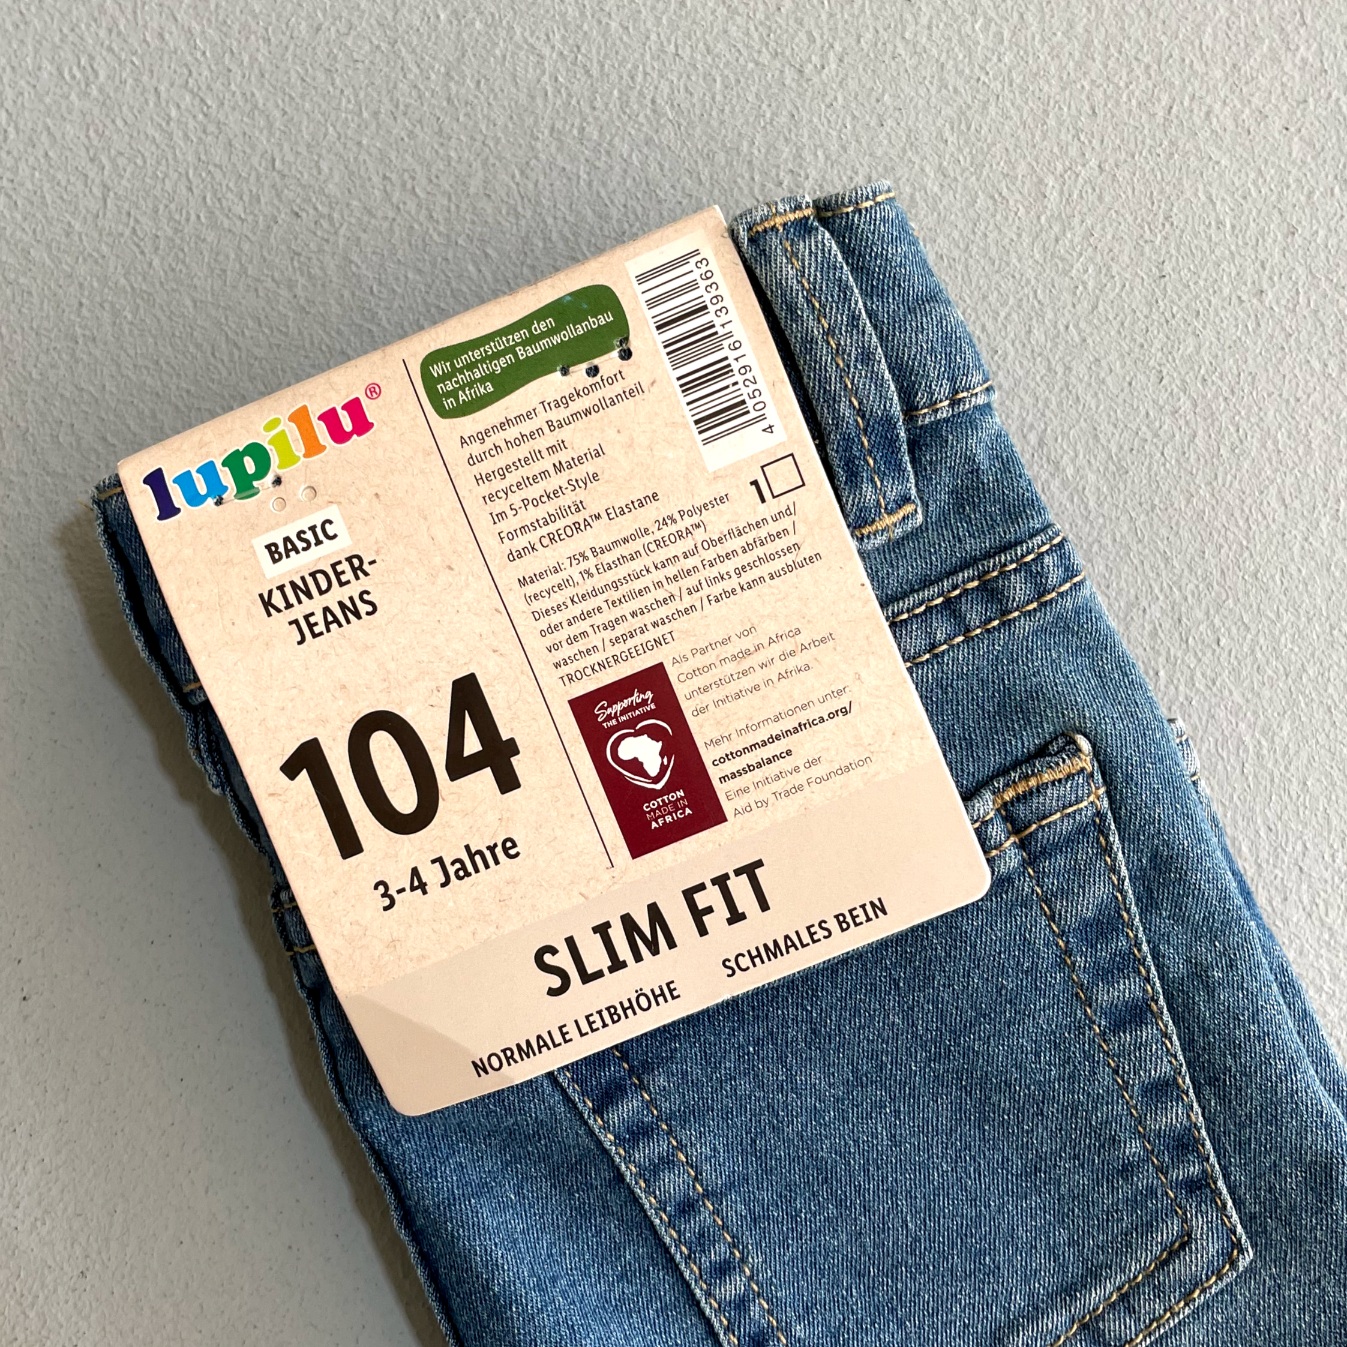 lupilu®
BASIC
KINDER-
JEANS
104
3-4 Jahre
Wir unterstützen den
nachhaltigen Baumwollanbau
in Afrika
Angenehmer Tragekomfort
durch hohen Baumwollanteil
Hergestellt mit
recyceltem Material
Im 5-Pocket-Style
Formstabilität
dank CREORA™ Elastane
Material: 75% Baumwolle, 24% Polyester
(recycelt), 1% Elasthan (CREORA™)
Dieses Kleidungsstück kann auf Oberflächen und/
oder andere Textilien in hellen Farben abfärben /
vor dem Tragen waschen / auf links geschlossen
waschen / separat waschen / Farbe kann ausbluten
TROCKNERGEEIGNET
4 052916 139363
1
Supporting
THE INITIATIVE
COTTON
MADE IN
AFRICA
Als Partner von
Cotton made in Africa
unterstützen wir die Arbeit
der Initiative in Afrika.
Mehr Informationen unter:
cottonmadeinafrica.org/
massbalance
Eine Initiative der
Aid by Trade Foundation
SLIM FIT
NORMALE LEIBHÖHE SCHMALES BEIN